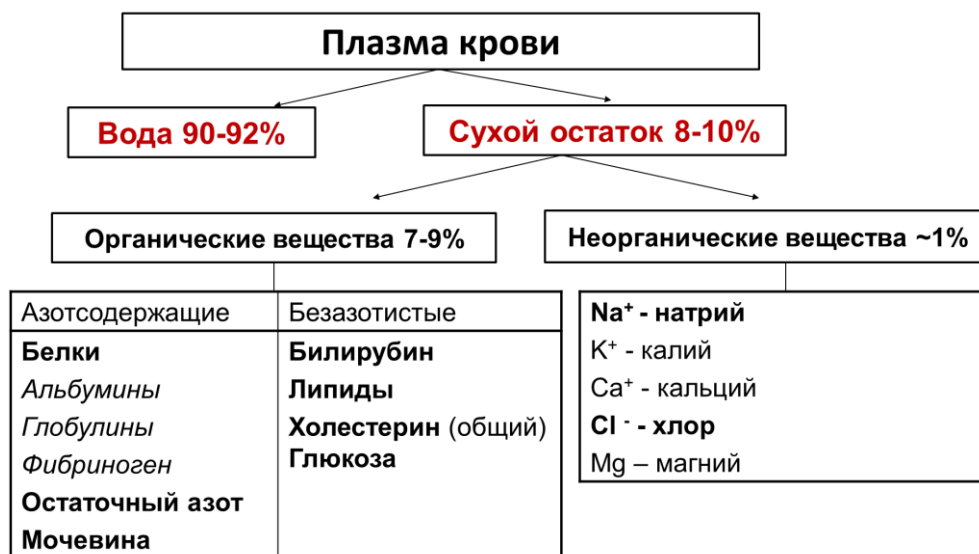 Плазма крови
Вода 90-92%
Сухой остаток 8-10%
Органические вещества 7-9%
Неорганические вещества ~1%
Азотсодержащие
Белки
Альбумины
Глобулины
Фибриноген
Остаточный азот
Мочевина
Безазотистые
Билирубин
Липиды
Холестерин (общий)
Глюкоза
Na⁺ - натрий
K⁺ - калий
Ca⁺ - кальций
Cl ⁻ - хлор
Mg – магний